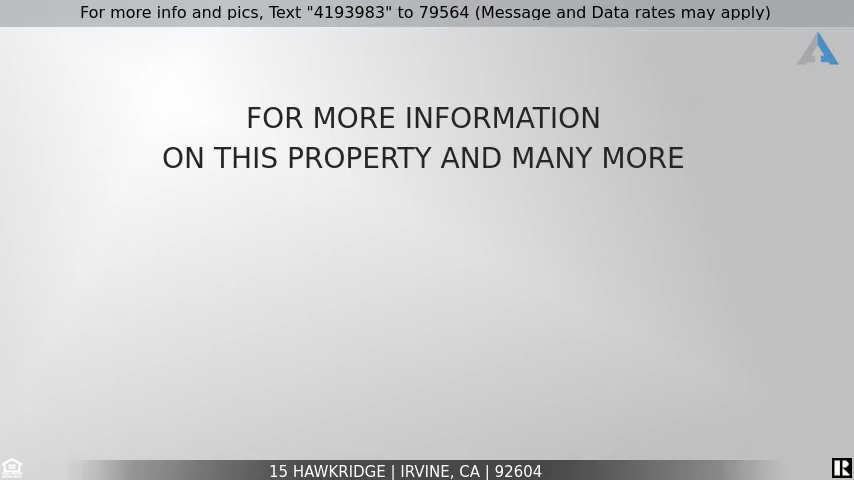 For more info and pics, Text "4193983" to 79564 (Message and Data rates may apply)
FOR MORE INFORMATION
ON THIS PROPERTY AND MANY MORE
15 HAWKRIDGE | IRVINE, CA | 92604